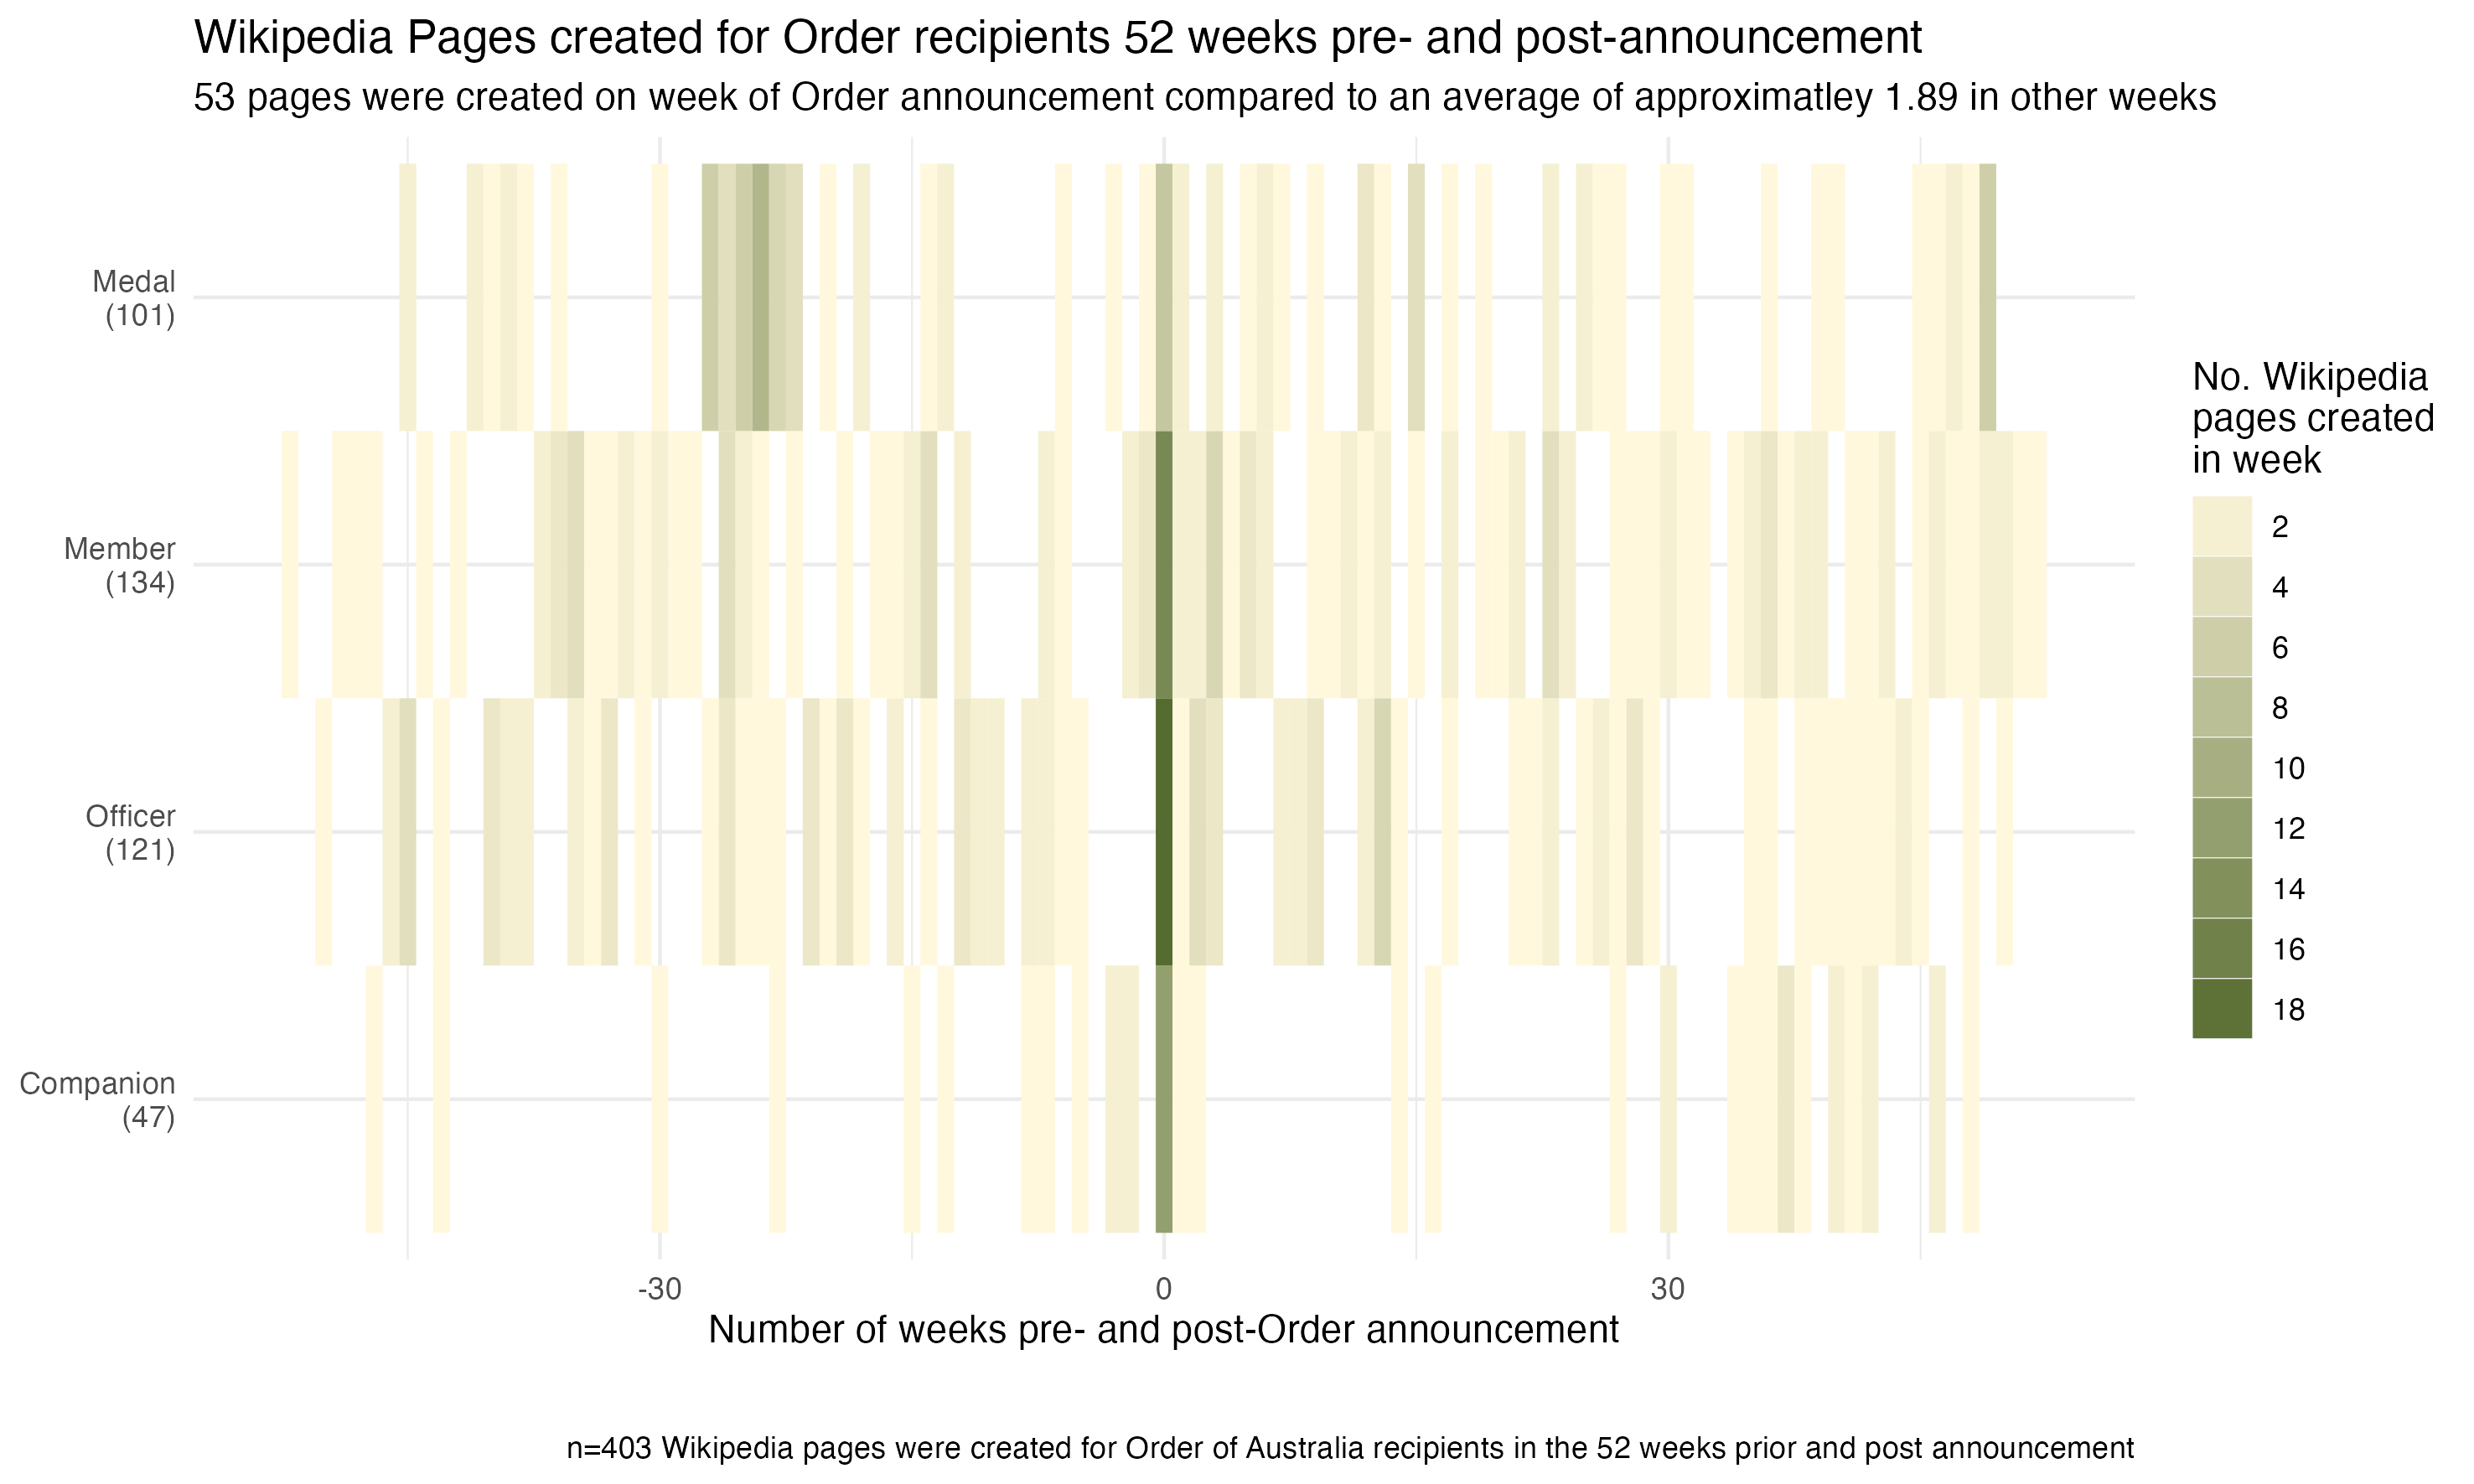 Wikipedia Pages created for Order recipients 52 weeks pre- and post-announcement
53 pages were created on week of Order announcement compared to an average of approximatley 1.89 in other weeks
Medal
(101)
Member
(134)
Officer
(121)
Companion
(47)
-30
0
30
Number of weeks pre- and post-Order announcement
No. Wikipedia
pages created
in week
2
4
6
8
10
12
14
16
18
n=403 Wikipedia pages were created for Order of Australia recipients in the 52 weeks prior and post announcement